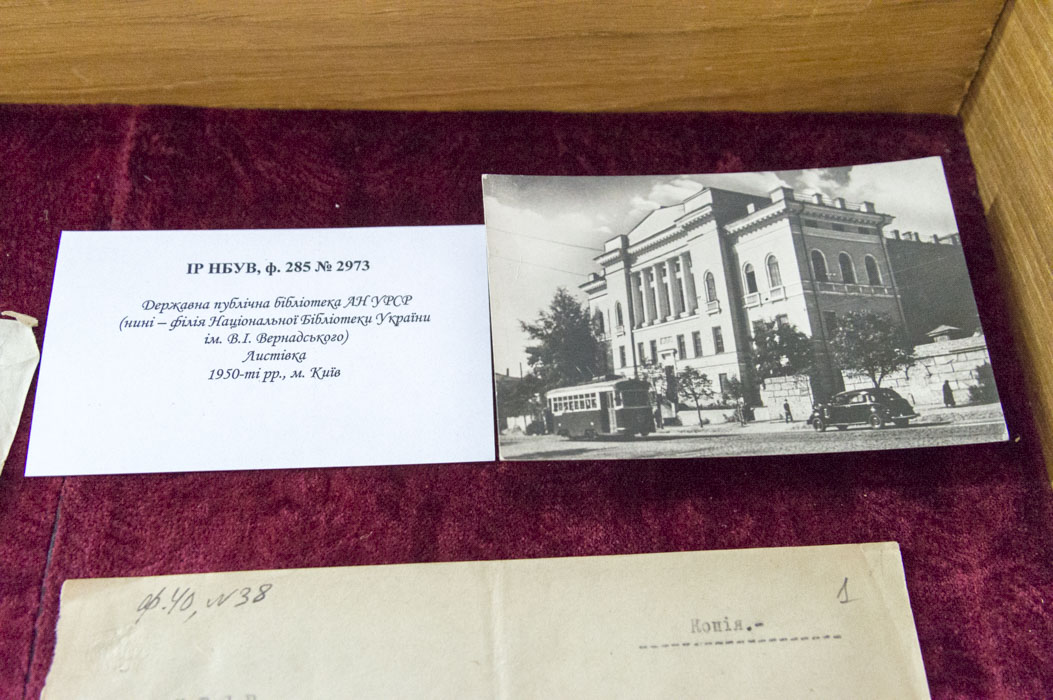 ІР НБУВ, ф. 285 № 2973
Державна публічна бібліотека АН УРСР
(нині – філія Національної Бібліотеки України
ім. В.І. Вернадського)
Листівка
1950-ті рр., м. Київ
ф.40, №38
1
Копія.-